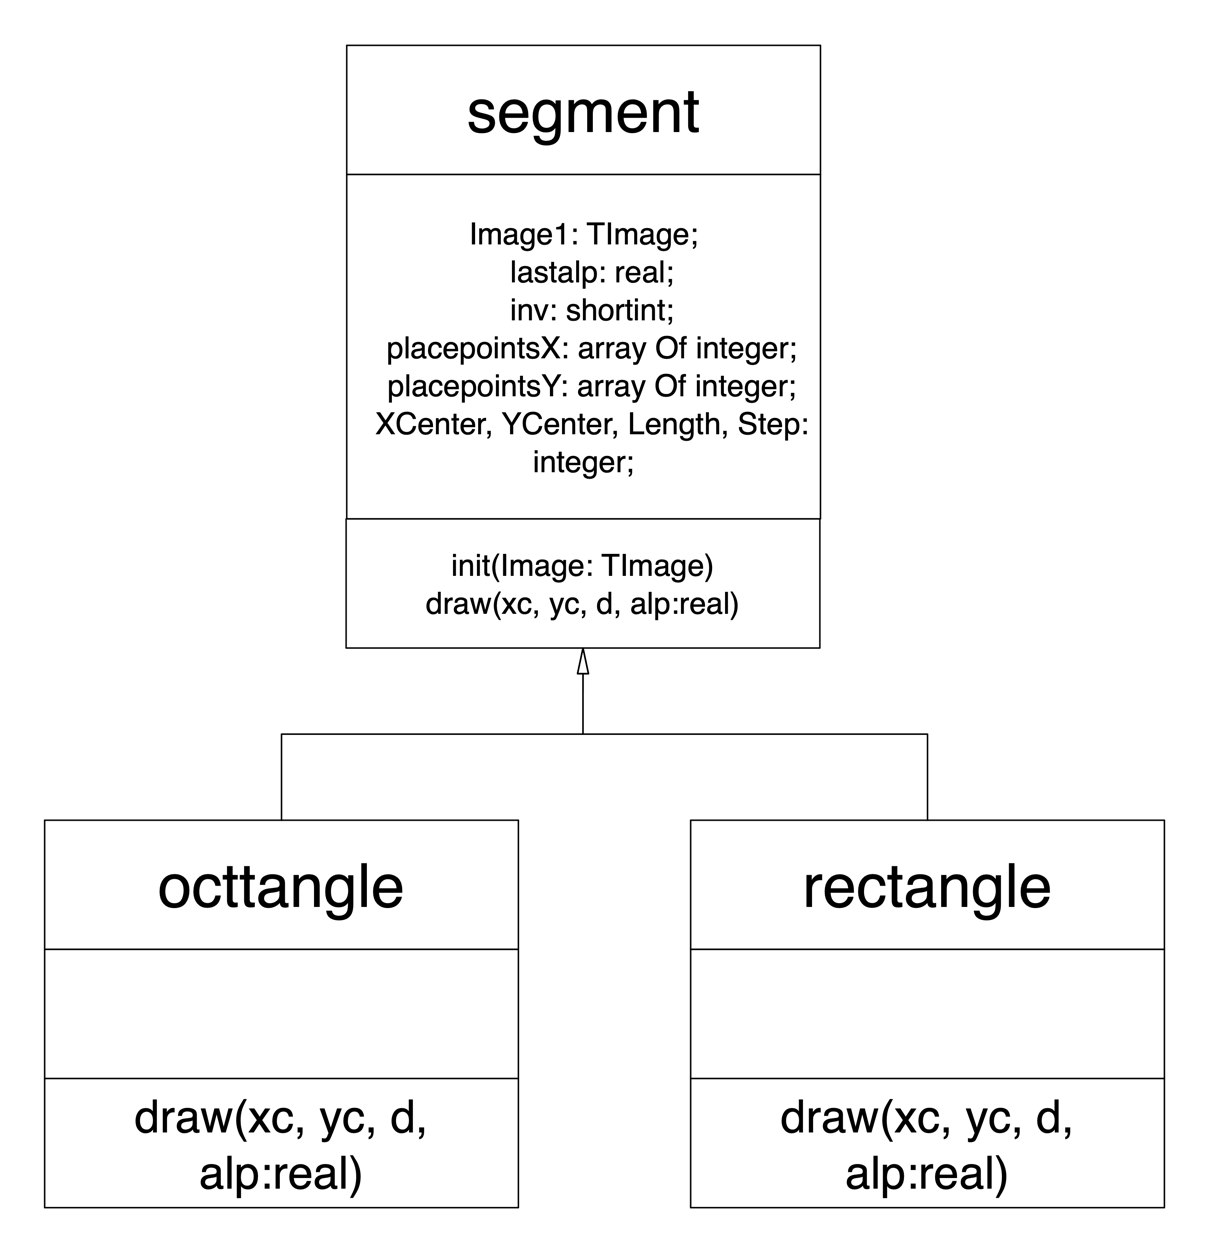 segment
Image1: TImage;
lastalp: real;
inv: shortint;
placepointsX: array Of integer;
placepointsY: array Of integer;
XCenter, YCenter, Length, Step:
integer;
init(Image: TImage)
draw(xc, yc, d, alp:real)
octtangle
draw(xc, yc, d,
alp:real)
rectangle
draw(xc, yc, d,
alp:real)